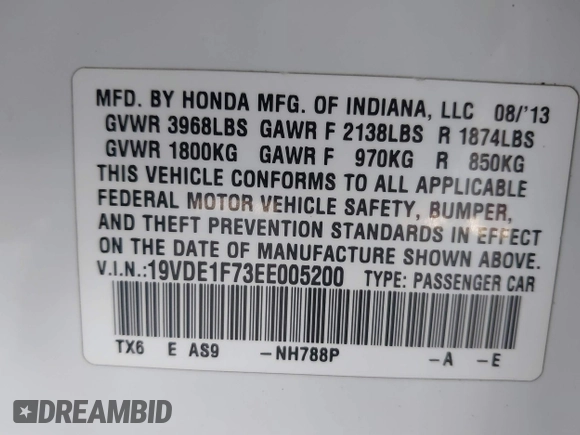 MFD. BY HONDA MFG. OF INDIANA, LLC 08/'13
GVWR 3968LBS GAWR F 2138LBS R 1874LBS
GVWR 1800KG GAWR F 970KG R 850KG
THIS VEHICLE CONFORMS TO ALL APPLICABLE
FEDERAL MOTOR VEHICLE SAFETY, BUMPER,
AND THEFT PREVENTION STANDARDS IN EFFECT
ON THE DATE OF MANUFACTURE SHOWN ABOVE.
V.I.N.:19VDE1F73EE005200 TYPE: PASSENGER CAR
TX6 E AS9 -NH788P -A -E
DREAMBID